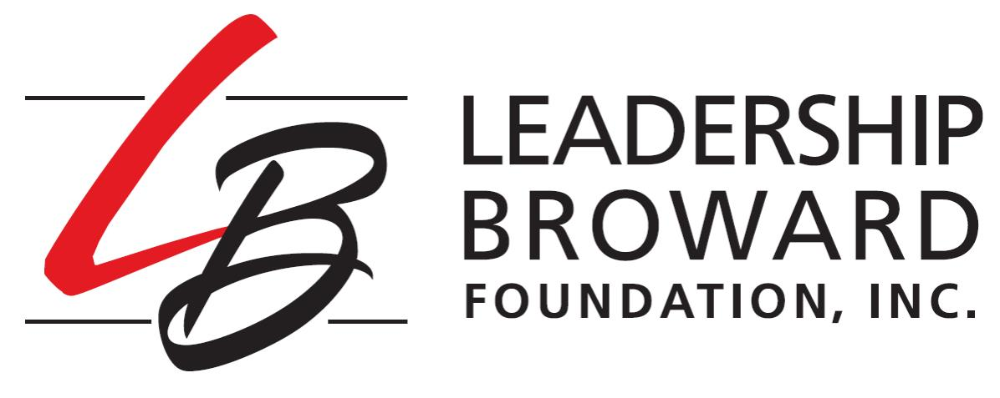 LB
LEADERSHIP
BROWARD
FOUNDATION, INC.